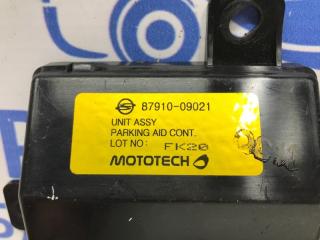 87910-09021
UNIT ASSY
PARKING AID CONT.
LOT NO: FK20
MOTOTECH